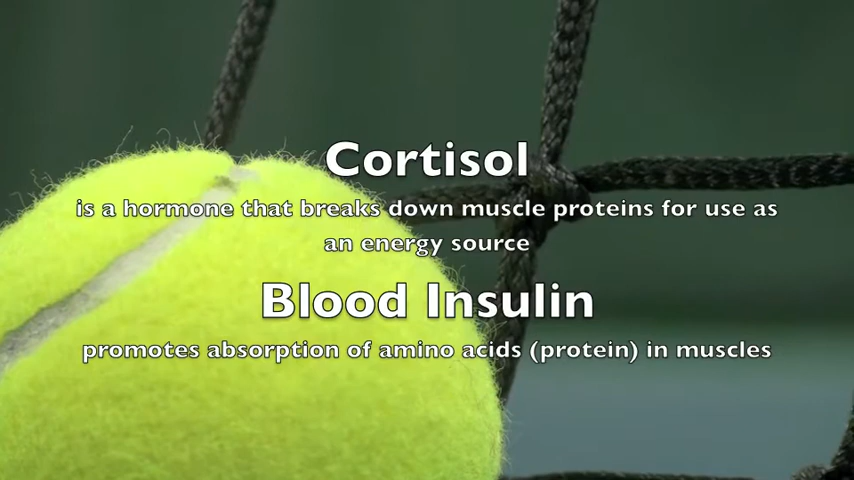 Cortisol
is a hormone that breaks down muscle proteins for use as
an energy source
Blood Insulin
promotes absorption of amino acids (protein) in muscles